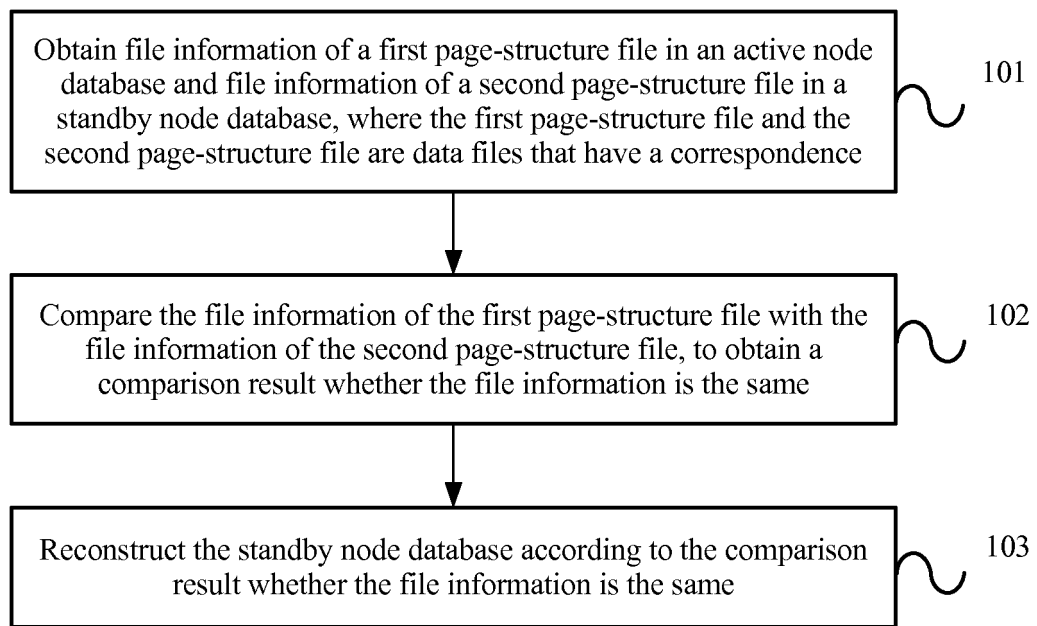 Obtain file information of a first page-structure file in an active node
database and file information of a second page-structure file in a
standby node database, where the first page-structure file and the
second page-structure file are data files that have a correspondence
101
Compare the file information of the first page-structure file with the
file information of the second page-structure file, to obtain a
comparison result whether the file information is the same
102
Reconstruct the standby node database according to the comparison
result whether the file information is the same
103